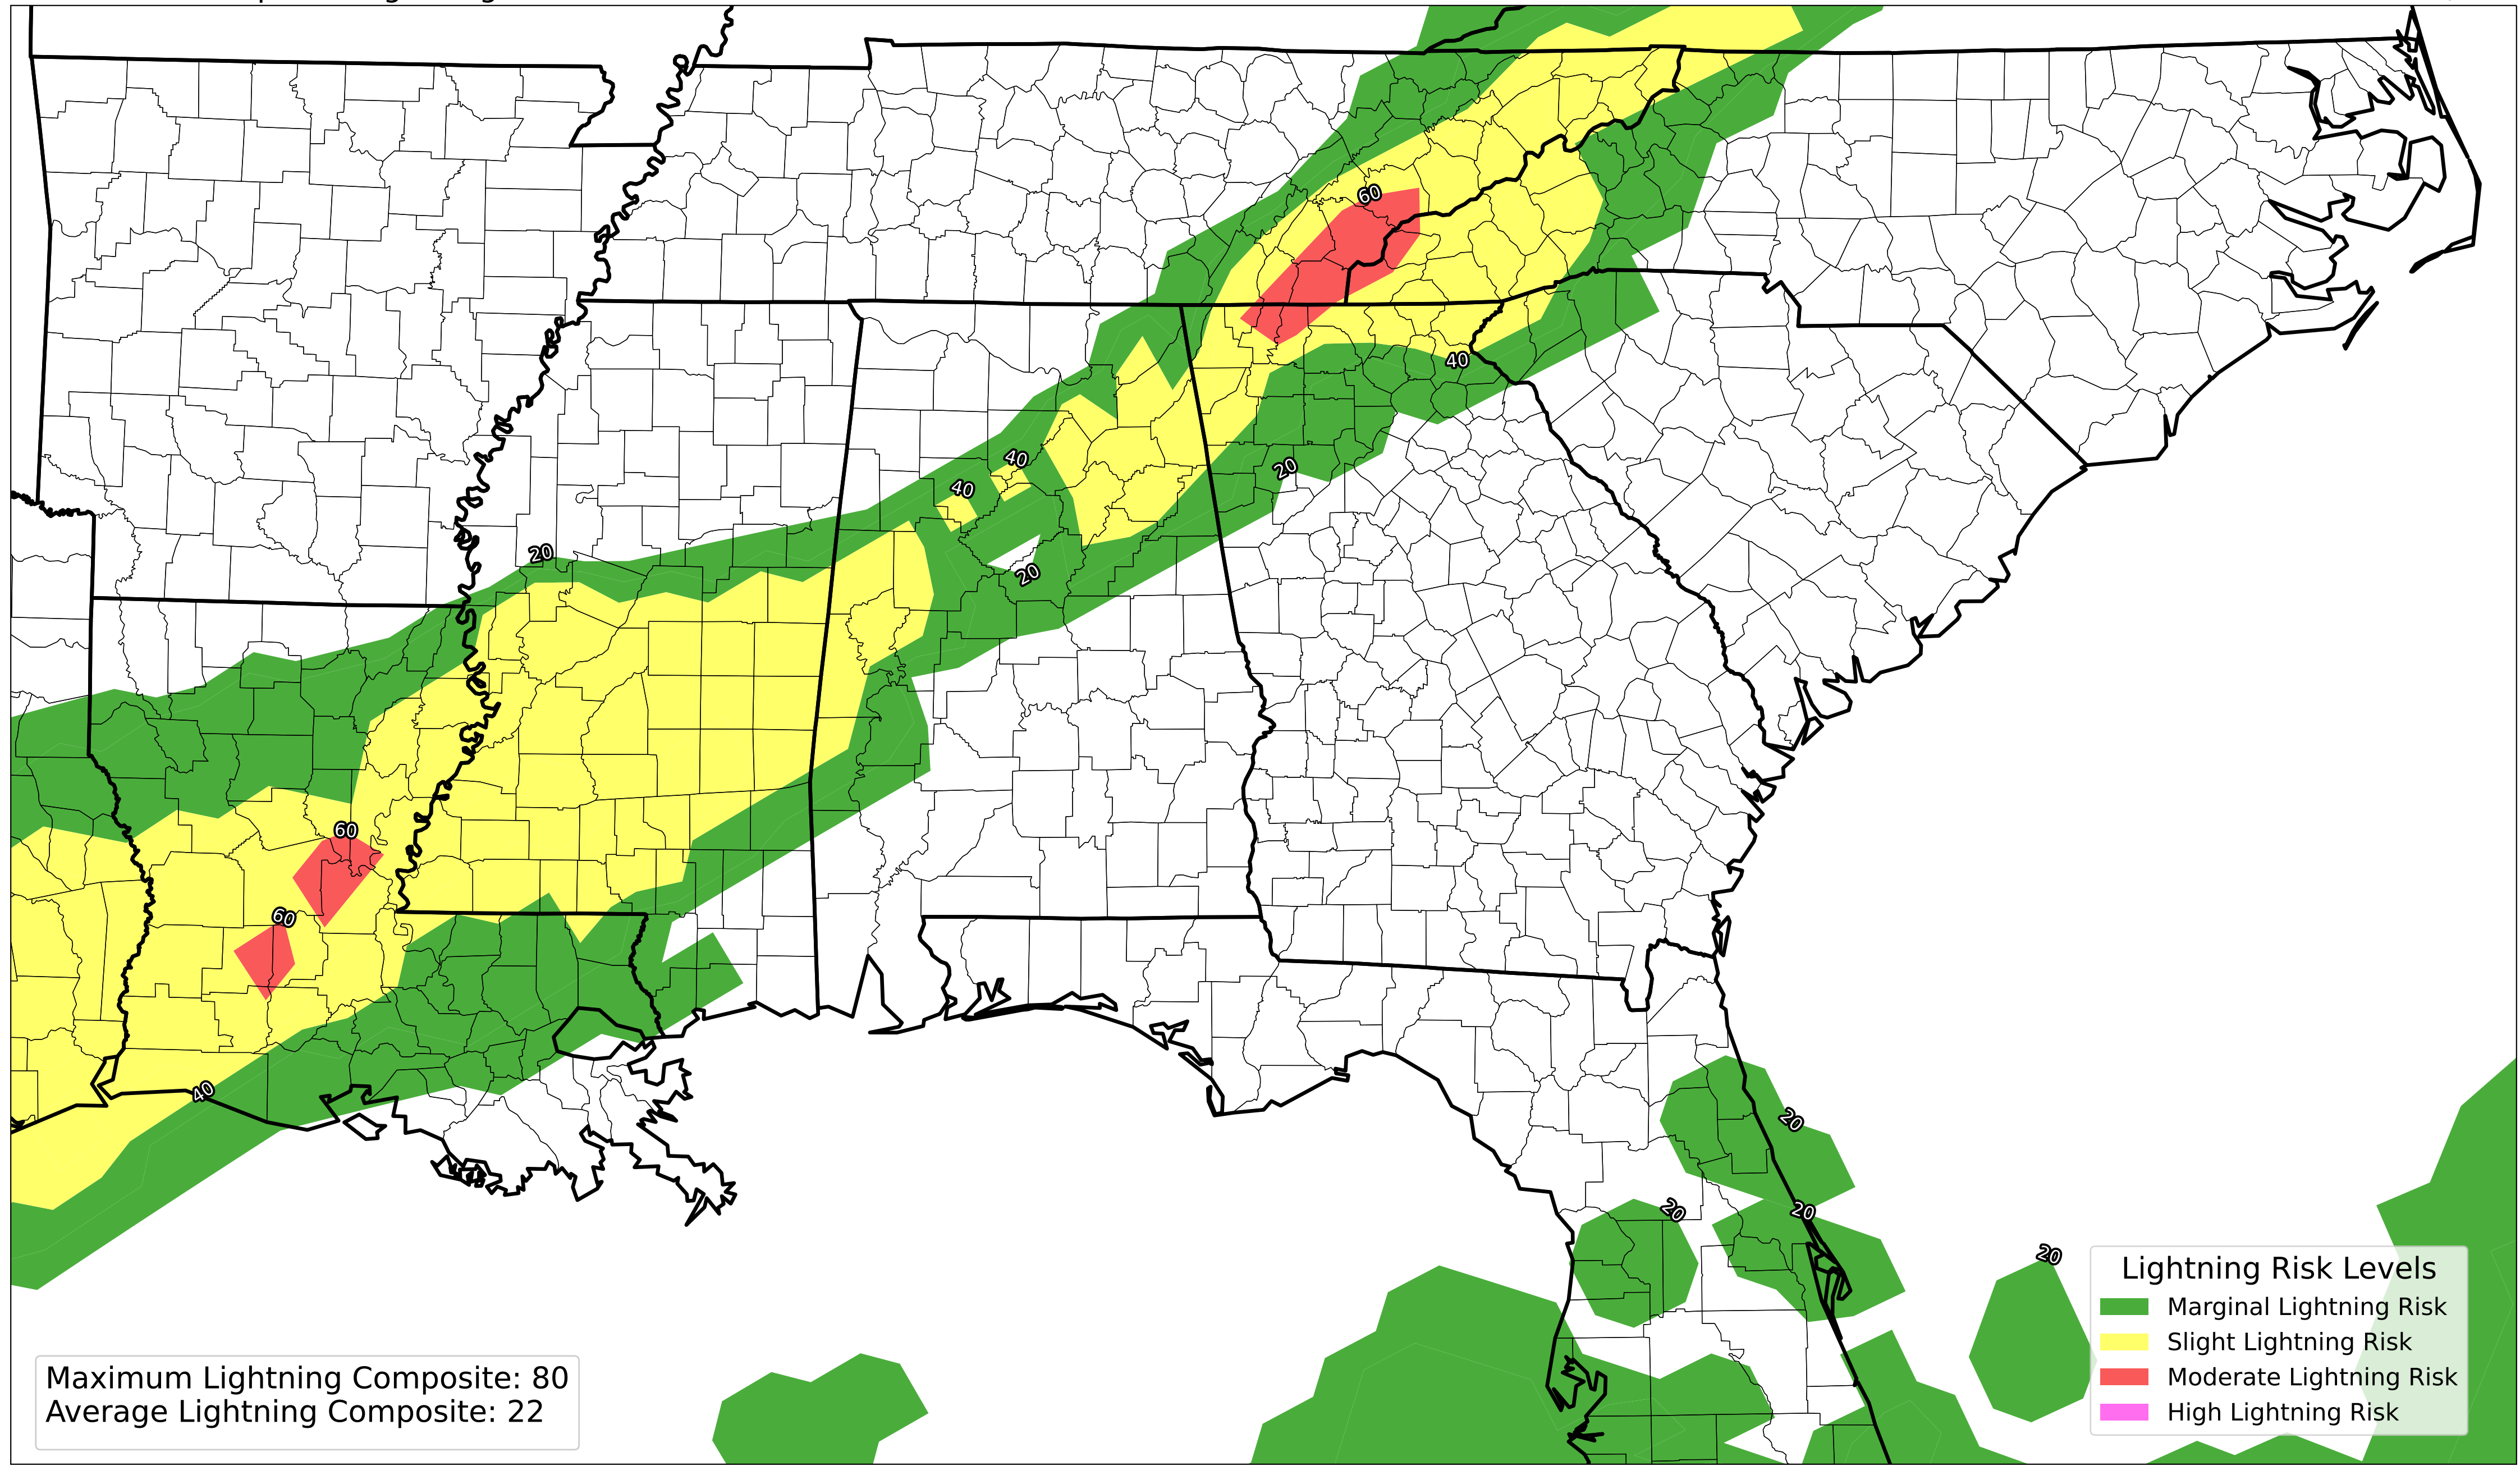 60
40
20
40
40
20
20
60
60
40
20
20
20
20
Lightning Risk Levels
Marginal Lightning Risk
Slight Lightning Risk
Moderate Lightning Risk
High Lightning Risk
Maximum Lightning Composite: 80
Average Lightning Composite: 22